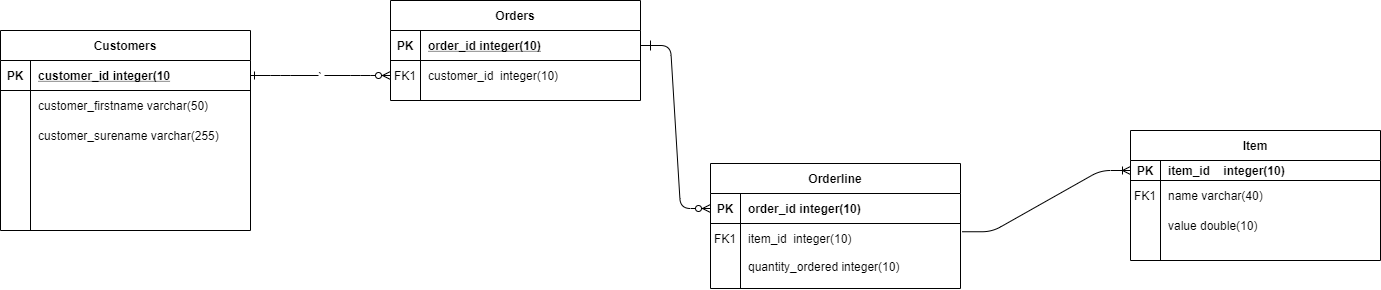 Customers
PK customer_id integer(10
customer_firstname varchar(50)
customer_surename varchar(255)
Orders
PK order_id integer(10)
FK1 customer_id integer(10)
Orderline
PK order_id integer(10)
FK1 item_id integer(10)
quantity_ordered integer(10)
Item
PK item_id integer(10)
FK1 name varchar(40)
value double(10)